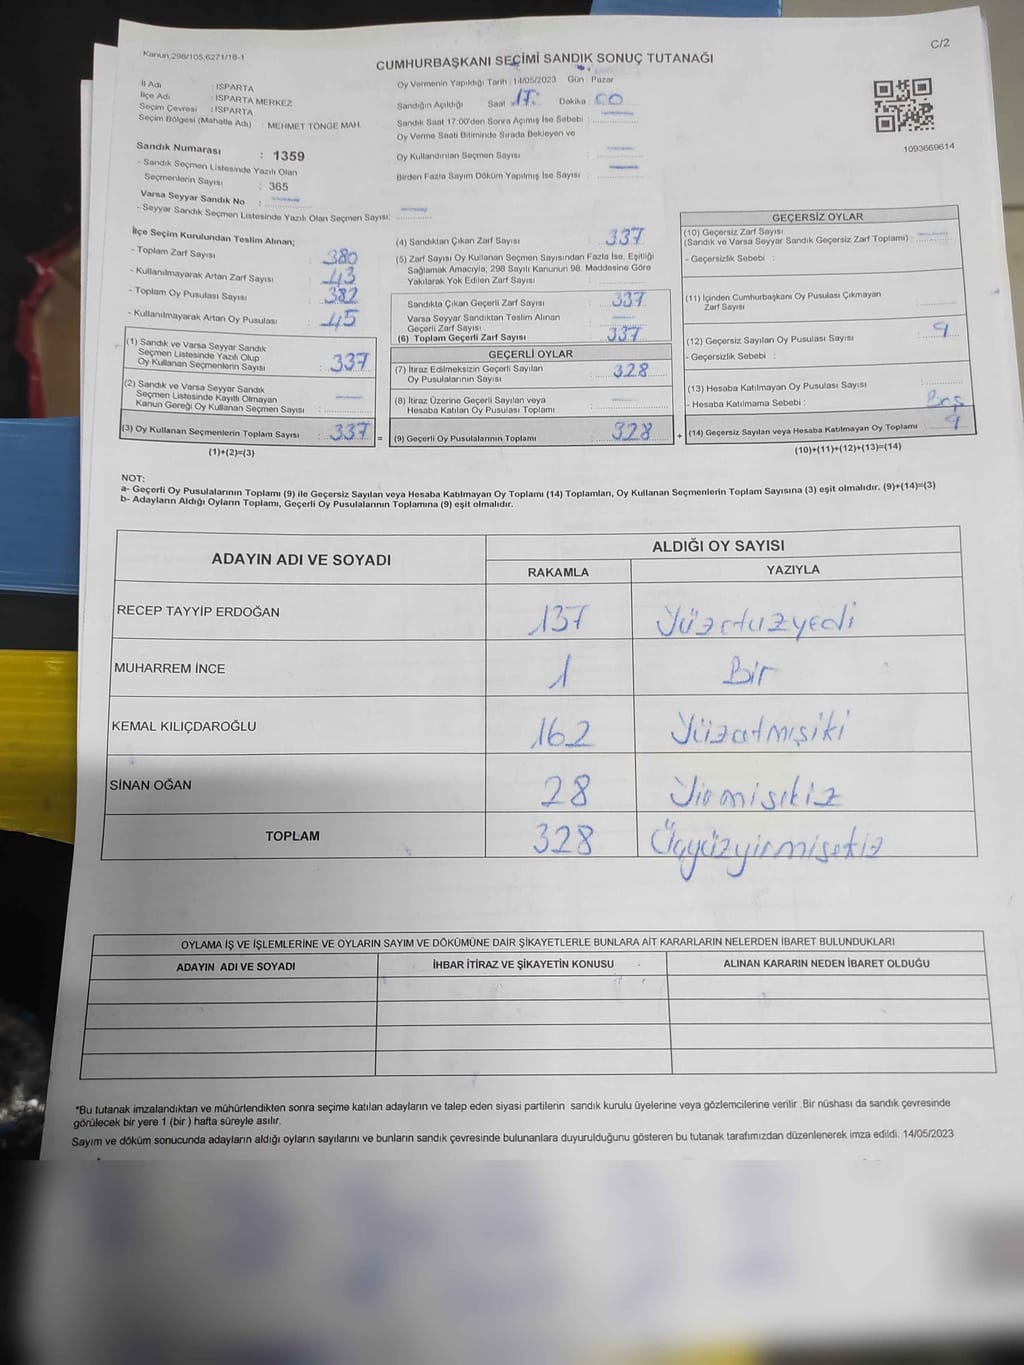 Kanun,298/105,6271/18-1
C/2
CUMHURBAŞKANI SEÇİMİ SANDIK SONUÇ TUTANAĞI
İl Adı : ISPARTA
İlçe Adı : ISPARTA MERKEZ
Seçim Çevresi : ISPARTA
Seçim Bölgesi (Mahalle Adı) : MEHMET TÖNGE MAH.
Oy Vermenin Yapıldığı Tarih : 14/05/2023 Gün : Pazar
Sandığın Açıldığı Saat : 17: Dakika : 00
Sandık Saat 17:00'den Sonra Açımış İse Sebebi :
Oy Verme Saati Bitiminde Sırada Bekleyen ve
Oy Kullandırılan Seçmen Sayısı :
Birden Fazla Sayım Döküm Yapılmış İse Sayısı :
1093669614
Sandık Numarası : 1359
- Sandık Seçmen Listesinde Yazılı Olan
Seçmenlerin Sayısı : 365
Varsa Seyyar Sandık No :
- Seyyar Sandık Seçmen Listesinde Yazılı Olan Seçmen Sayısı:
İlçe Seçim Kurulundan Teslim Alınan;
- Toplam Zarf Sayısı : 380
- Kullanılmayarak Artan Zarf Sayısı : 43
- Toplam Oy Pusulası Sayısı : 382
- Kullanılmayarak Artan Oy Pusulası : 45
(1) Sandık ve Varsa Seyyar Sandık
Seçmen Listesinde Yazılı Olup
Oy Kullanan Seçmenlerin Sayısı : 337
(2) Sandık ve Varsa Seyyar Sandık
Seçmen Listesinde Kayıtlı Olmayan
Kanun Gereği Oy Kullanan Seçmen Sayısı :
(3) Oy Kullanan Seçmenlerin Toplam Sayısı : 337 =
(1)+(2)=(3)
(4) Sandıktan Çıkan Zarf Sayısı : 337
(5) Zarf Sayısı Oy Kullanan Seçmen Sayısından Fazla İse, Eşitliği
Sağlamak Amacıyla, 298 Sayılı Kanunun 98. Maddesine Göre
Yakılarak Yok Edilen Zarf Sayısı :
Sandıkta Çıkan Geçerli Zarf Sayısı : 337
Varsa Seyyar Sandıktan Teslim Alınan
Geçerli Zarf Sayısı :
(6) Toplam Geçerli Zarf Sayısı : 337
GEÇERLİ OYLAR
(7) İtiraz Edilmeksizin Geçerli Sayılan
Oy Pusulalarının Sayısı : 328
(8) İtiraz Üzerine Geçerli Sayılan veya
Hesaba Katılan Oy Pusulası Toplamı :
(9) Geçerli Oy Pusulalarının Toplamı : 328 +
GEÇERSİZ OYLAR
(10) Geçersiz Zarf Sayısı
(Sandık ve Varsa Seyyar Sandık Geçersiz Zarf Toplamı) :
- Geçersizlik Sebebi :
(11) İçinden Cumhurbaşkanı Oy Pusulası Çıkmayan
Zarf Sayısı :
(12) Geçersiz Sayılan Oy Pusulası Sayısı : 9
- Geçersizlik Sebebi :
(13) Hesaba Katılmayan Oy Pusulası Sayısı :
- Hesaba Katılmama Sebebi : Boş
(14) Geçersiz Sayılan veya Hesaba Katılmayan Oy Toplamı : 9
(10)+(11)+(12)+(13)=(14)
NOT:
a- Geçerli Oy Pusulalarının Toplamı (9) ile Geçersiz Sayılan veya Hesaba Katılmayan Oy Toplamı (14) Toplamları, Oy Kullanan Seçmenlerin Toplam Sayısına (3) eşit olmalıdır. (9)+(14)=(3)
b- Adayların Aldığı Oyların Toplamı, Geçerli Oy Pusulalarının Toplamına (9) eşit olmalıdır.
ADAYIN ADI VE SOYADI
ALDIĞI OY SAYISI
RAKAMLA YAZIYLA
RECEP TAYYİP ERDOĞAN 137 Yüzotuzyedi
MUHARREM İNCE 1 Bir
KEMAL KILIÇDAROĞLU 162 Yüzatmışiki
SİNAN OĞAN 28 Yirmisekiz
TOPLAM 328 Üçyüzyirmisekiz
OYLAMA İŞ VE İŞLEMLERİNE VE OYLARIN SAYIM VE DÖKÜMÜNE DAİR ŞİKAYETLERLE BUNLARA AİT KARARLARIN NELERDEN İBARET BULUNDUKLARI
ADAYIN ADI VE SOYADI İHBAR İTİRAZ VE ŞİKAYETİN KONUSU ALINAN KARARIN NEDEN İBARET OLDUĞU
*Bu tutanak imzalandıktan ve mühürlendikten sonra seçime katılan adayların ve talep eden siyasi partilerin sandık kurulu üyelerine veya gözlemcilerine verilir .Bir nüshası da sandık çevresinde
görülecek bir yere 1 (bir ) hafta süreyle asılır.
Sayım ve döküm sonucunda adayların aldığı oyların sayılarını ve bunların sandık çevresinde bulunanlara duyurulduğunu gösteren bu tutanak tarafımızdan düzenlenerek imza edildi. 14/05/2023